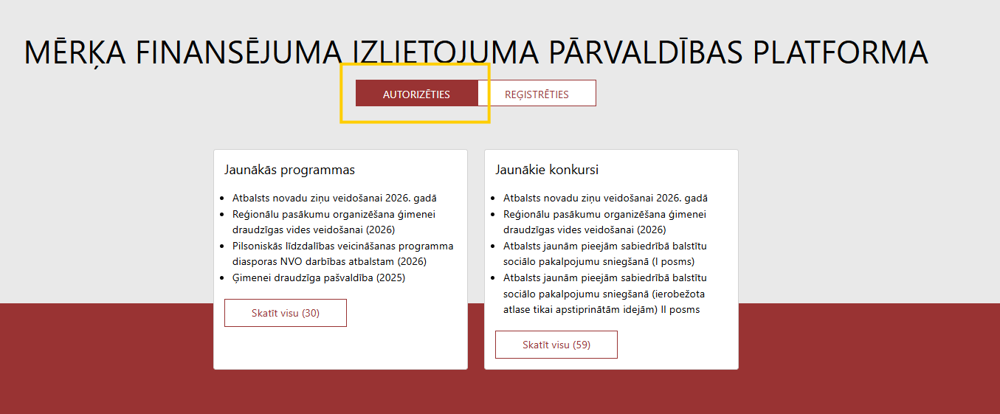 MĒRĶA FINANSĒJUMA IZLIETOJUMA PĀRVALDĪBAS PLATFORMA
AUTORIZĒTIES
REĢISTRĒTIES
Jaunākās programmas
Atbalsts novadu ziņu veidošanai 2026. gadā
Reģionālu pasākumu organizēšana ģimenei
draudzīgas vides veidošanai (2026)
Pilsoniskās līdzdalības veicināšanas programma
diasporas NVO darbības atbalstam (2026)
Ģimenei draudzīga pašvaldība (2025)
Skatīt visu (30)
Jaunākie konkursi
Atbalsts novadu ziņu veidošanai 2026. gadā
Reģionālu pasākumu organizēšana ģimenei
draudzīgas vides veidošanai (2026)
Atbalsts jaunām pieejām sabiedrībā balstītu
sociālo pakalpojumu sniegšanā (I posms)
Atbalsts jaunām pieejām sabiedrībā balstītu
sociālo pakalpojumu sniegšanā (ierobežota
atlase tikai apstiprinātām idejām) II posms
Skatīt visu (59)